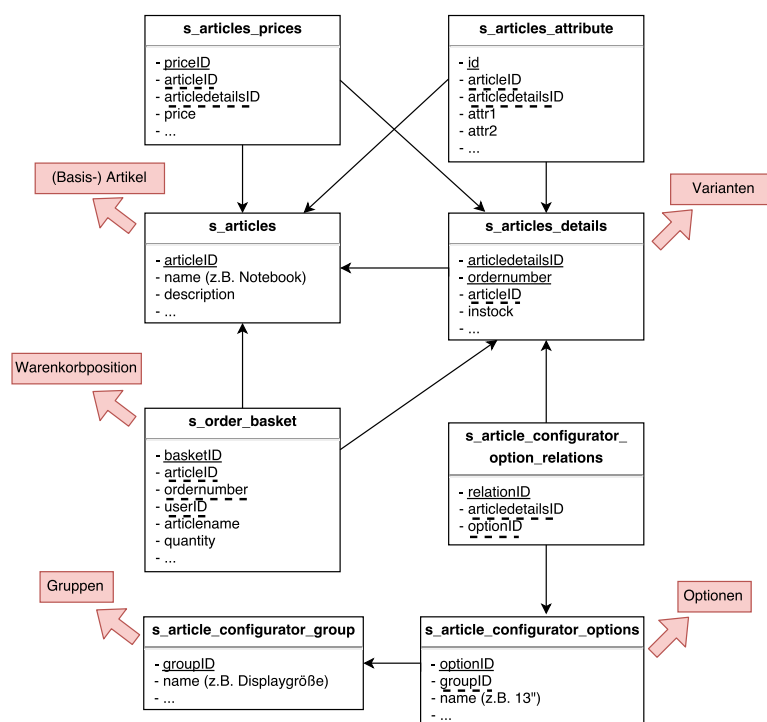 s_articles_prices
- priceID
- articleID
- articledetailsID
- price
- ...
s_articles_attribute
- id
- articleID
- articledetailsID
- attr1
- attr2
- ...
(Basis-) Artikel
Varianten
s_articles
- articleID
- name (z.B. Notebook)
- description
- ...
s_articles_details
- articledetailsID
- ordernumber
- articleID
- instock
- ...
Warenkorbposition
s_order_basket
- basketID
- articleID
- ordernumber
- userID
- articlename
- quantity
- ...
s_article_configurator_
option_relations
- relationID
- articledetailsID
- optionID
Gruppen
Optionen
s_article_configurator_group
- groupID
- name (z.B. Displaygröße)
- ...
s_article_configurator_options
- optionID
- groupID
- name (z.B. 13")
- ...